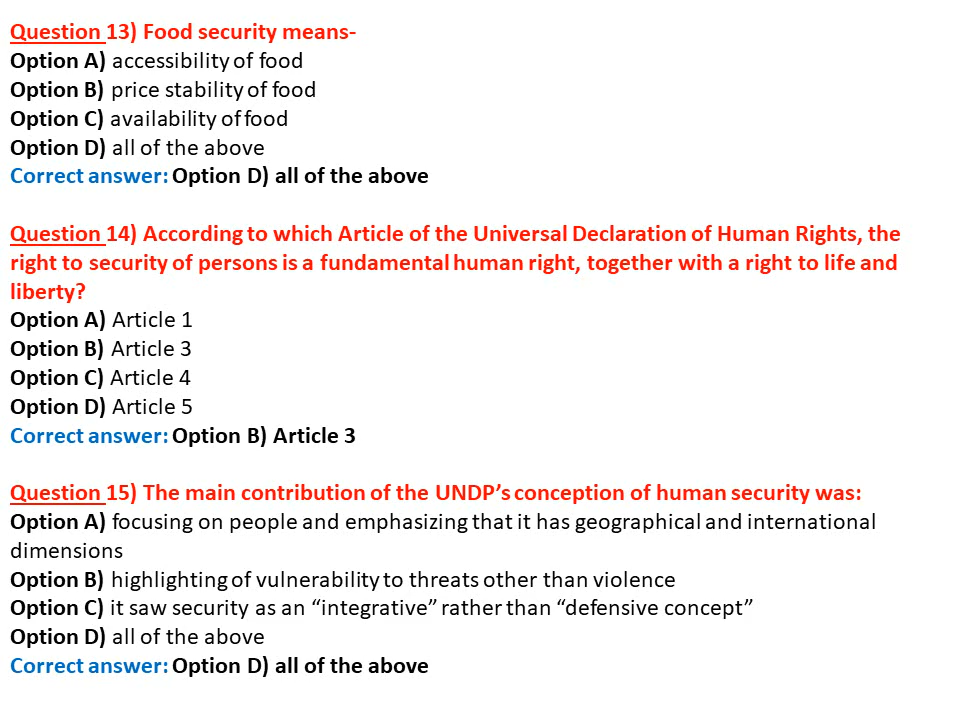 Question 13) Food security means-
Option A) accessibility of food
Option B) price stability of food
Option C) availability of food
Option D) all of the above
Correct answer: Option D) all of the above
Question 14) According to which Article of the Universal Declaration of Human Rights, the
right to security of persons is a fundamental human right, together with a right to life and
liberty?
Option A) Article 1
Option B) Article 3
Option C) Article 4
Option D) Article 5
Correct answer: Option B) Article 3
Question 15) The main contribution of the UNDP’s conception of human security was:
Option A) focusing on people and emphasizing that it has geographical and international
dimensions
Option B) highlighting of vulnerability to threats other than violence
Option C) it saw security as an “integrative” rather than “defensive concept”
Option D) all of the above
Correct answer: Option D) all of the above